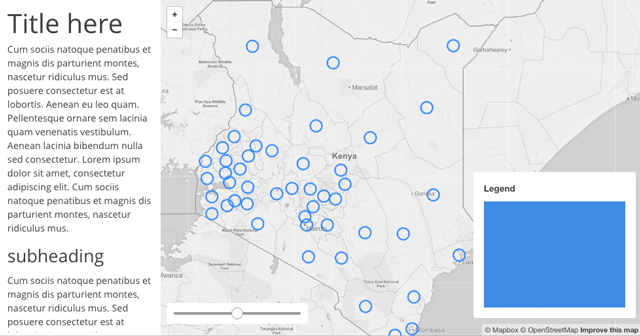 Title here
Cum sociis natoque penatibus et
magnis dis parturient montes,
nascetur ridiculus mus. Sed
posuere consectetur est at
lobortis. Aenean eu leo quam.
Pellentesque ornare sem lacinia
quam venenatis vestibulum.
Aenean lacinia bibendum nulla
sed consectetur. Lorem ipsum
dolor sit amet, consectetur
adipiscing elit. Cum sociis
natoque penatibus et magnis dis
parturient montes, nascetur
ridiculus mus.
subheading
Cum sociis natoque penatibus et
magnis dis parturient montes,
nascetur ridiculus mus. Sed
posuere consectetur est at
+
−
Marsabit
Kenya
Legend
© Mapbox © OpenStreetMap Improve this map